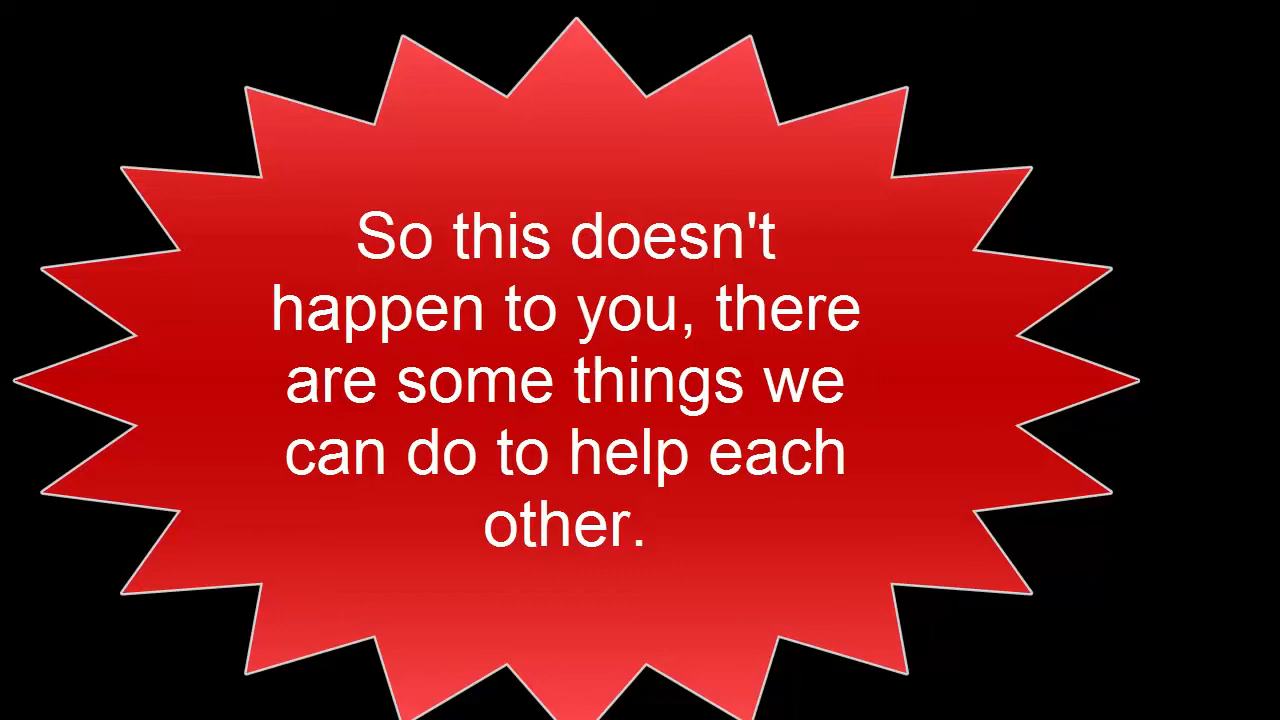 So this doesn't
happen to you, there
are some things we
can do to help each
other.